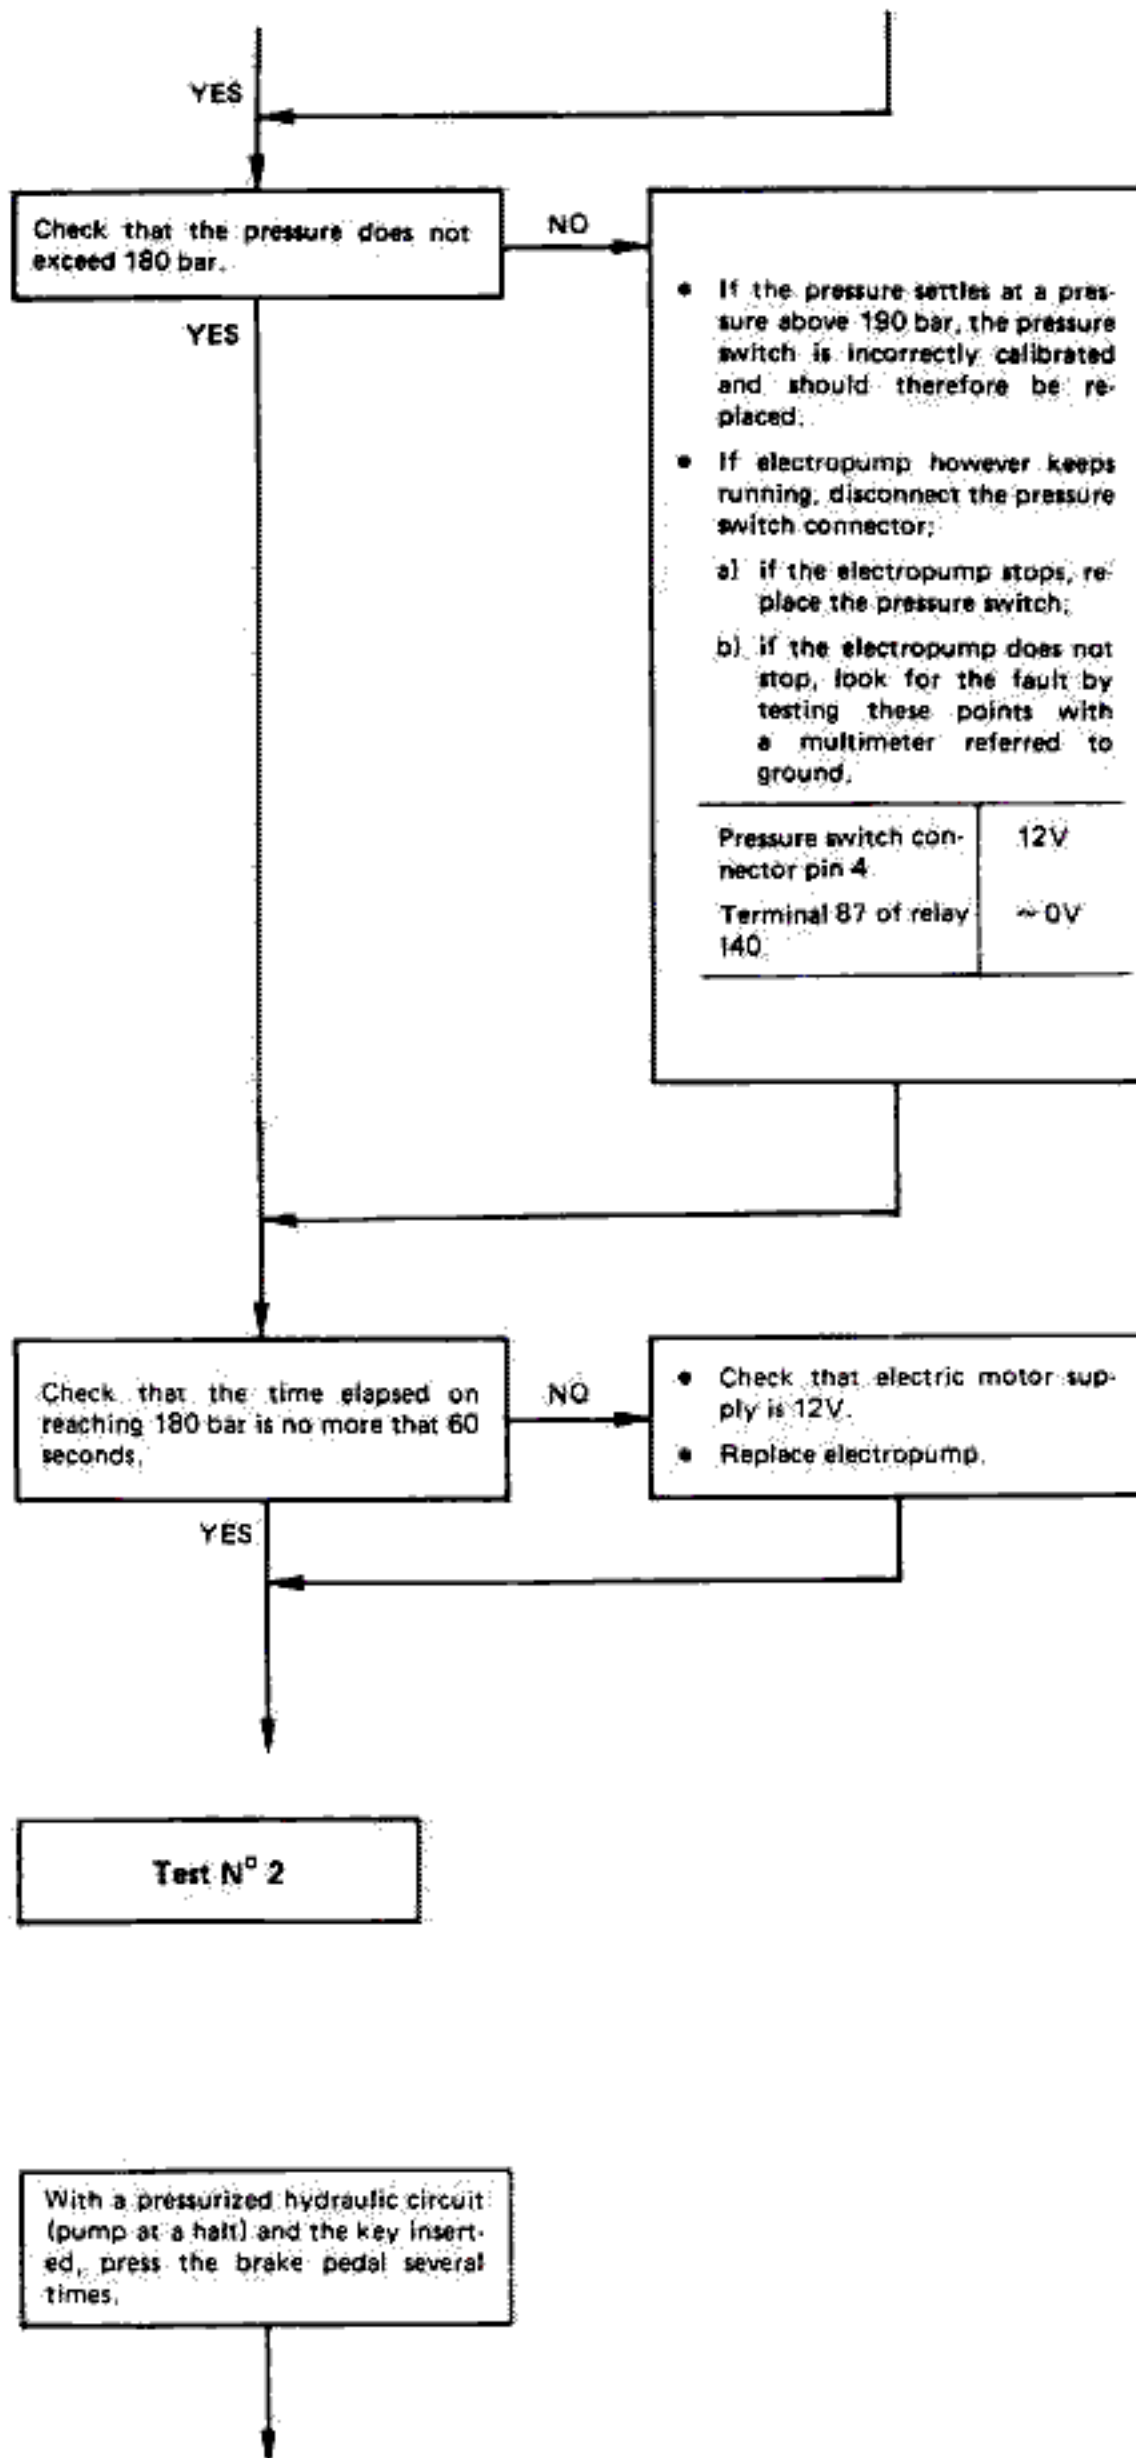 YES
Check that the pressure does not
exceed 180 bar.
NO
YES
• If the pressure settles at a pres-
sure above 190 bar, the pressure
switch is incorrectly calibrated
and should therefore be re-
placed.
• If electropump however keeps
running, disconnect the pressure
switch connector;
a) if the electropump stops, re-
place the pressure switch;
b) if the electropump does not
stop, look for the fault by
testing these points with
a multimeter referred to
ground.
Pressure switch con- 12V
nector pin 4
Terminal 87 of relay ~ 0V
140
Check that the time elapsed on
reaching 180 bar is no more that 60
seconds.
NO
• Check that electric motor sup-
ply is 12V.
• Replace electropump.
YES
Test Nº 2
With a pressurized hydraulic circuit
(pump at a halt) and the key insert-
ed, press the brake pedal several
times.